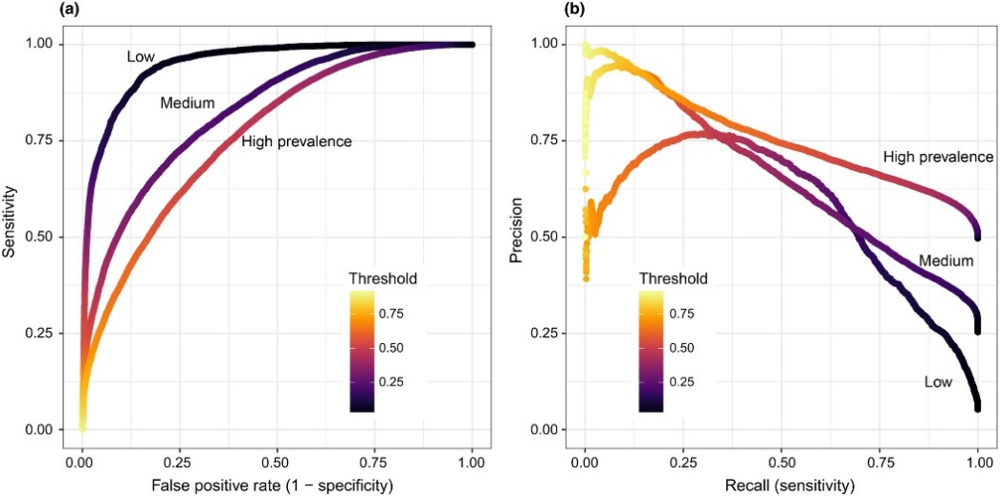 (a)
1.00
0.75
0.50
0.25
0.00
Sensitivity
Low
Medium
High prevalence
Threshold
0.75
0.50
0.25
0.00 0.25 0.50 0.75 1.00
False positive rate (1 − specificity)
(b)
1.00
0.75
0.50
0.25
0.00
Precision
High prevalence
Medium
Low
Threshold
0.75
0.50
0.25
0.00 0.25 0.50 0.75 1.00
Recall (sensitivity)